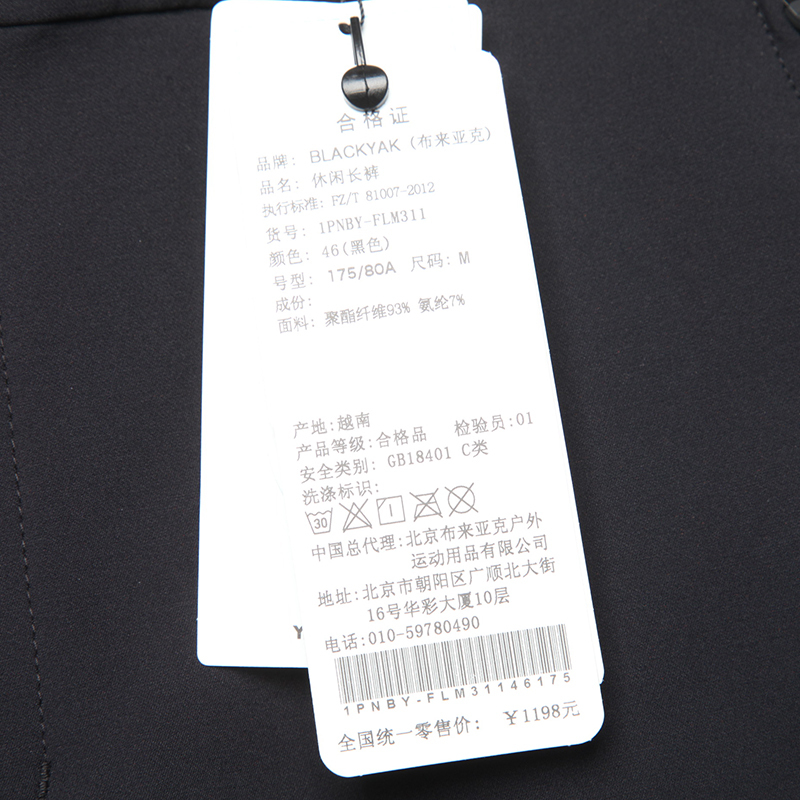 合格证
品牌: BLACKYAK (布来亚克)
品名: 休闲长裤
执行标准: FZ/T 81007-2012
货号: 1PNBY-FLM311
颜色: 46(黑色)
号型: 175/80A 尺码: M
成份:
面料: 聚酯纤维93% 氨纶7%
产地:越南
产品等级:合格品 检验员:01
安全类别: GB18401 C类
洗涤标识:
30
中国总代理:北京布来亚克户外
运动用品有限公司
地址:北京市朝阳区广顺北大街
16号华彩大厦10层
电话:010-59780490
1PNBY-FLM31146175
全国统一零售价: ¥1198元
Y